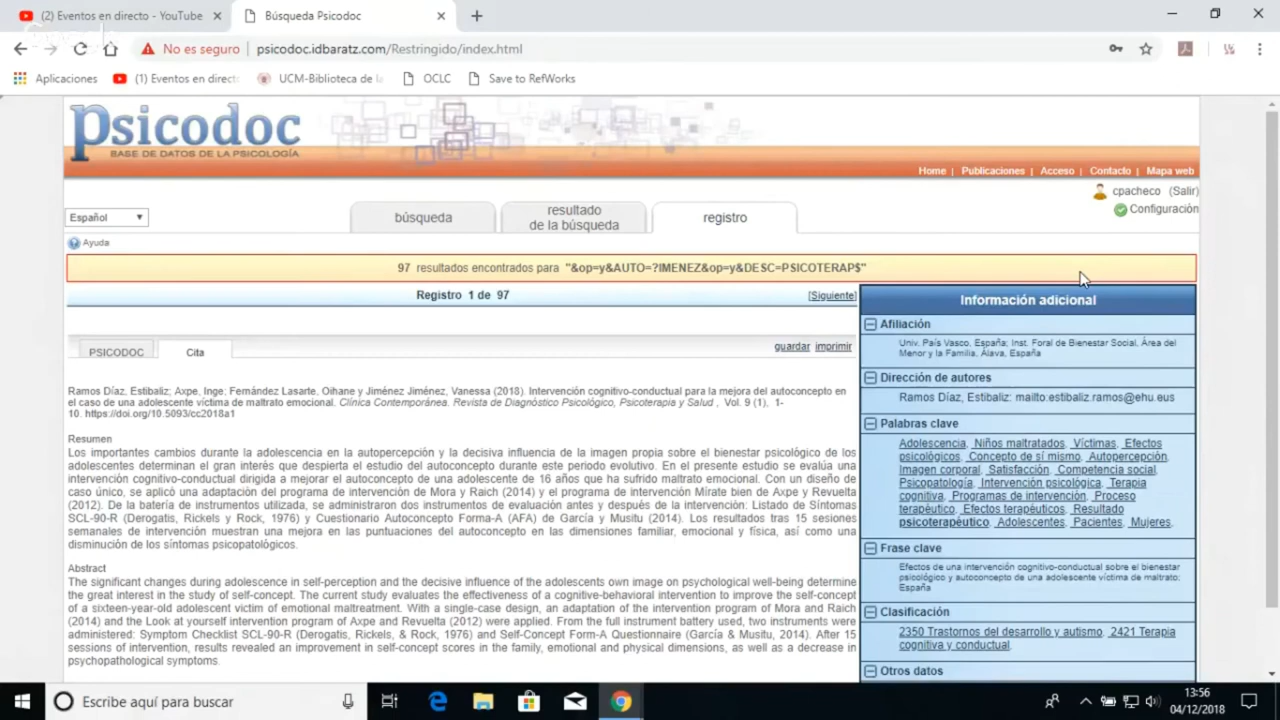 (2) Eventos en directo - YouTube
Búsqueda Psicodoc
No es seguro
psicodoc.idbaratz.com/Restringido/index.html
Aplicaciones
(1) Eventos en direct
UCM-Biblioteca de la
OCLC
Save to RefWorks
psicodoc
BASE DE DATOS DE LA PSICOLOGÍA
Home | Publicaciones | Acceso | Contacto | Mapa web
cpacheco (Salir)
Configuración
Español
búsqueda
resultado
de la búsqueda
registro
Ayuda
97 resultados encontrados para "&op=y&AUTO=?IMENEZ&op=y&DESC=PSICOTERAP$"
Registro 1 de 97
[Siguiente]
PSICODOC
Cita
guardar imprimir
Ramos Díaz, Estibaliz; Axpe, Inge; Fernández Lasarte, Oihane y Jiménez Jiménez, Vanessa (2018). Intervención cognitivo-conductual para la mejora del autoconcepto en
el caso de una adolescente víctima de maltrato emocional. Clínica Contemporánea. Revista de Diagnóstico Psicológico, Psicoterapia y Salud , Vol. 9 (1), 1-
10. https://doi.org/10.5093/cc2018a1
Resumen
Los importantes cambios durante la adolescencia en la autopercepción y la decisiva influencia de la imagen propia sobre el bienestar psicológico de los
adolescentes determinan el gran interés que despierta el estudio del autoconcepto durante este periodo evolutivo. En el presente estudio se evalúa una
intervención cognitivo-conductual dirigida a mejorar el autoconcepto de una adolescente de 16 años que ha sufrido maltrato emocional. Con un diseño de
caso único, se aplicó una adaptación del programa de intervención de Mora y Raich (2014) y el programa de intervención Mírate bien de Axpe y Revuelta
(2012). De la batería de instrumentos utilizada, se administraron dos instrumentos de evaluación antes y después de la intervención: Listado de Síntomas
SCL-90-R (Derogatis, Rickels y Rock, 1976) y Cuestionario Autoconcepto Forma-A (AFA) de García y Musitu (2014). Los resultados tras 15 sesiones
semanales de intervención muestran una mejora en las puntuaciones del autoconcepto en las dimensiones familiar, emocional y física, así como una
disminución de los síntomas psicopatológicos.
Abstract
The significant changes during adolescence in self-perception and the decisive influence of the adolescents own image on psychological well-being determine
the great interest in the study of self-concept. The current study evaluates the effectiveness of a cognitive-behavioral intervention to improve the self-concept
of a sixteen-year-old adolescent victim of emotional maltreatment. With a single-case design, an adaptation of the intervention program of Mora and Raich
(2014) and the Look at yourself intervention program of Axpe and Revuelta (2012) were applied. From the full instrument battery used, two instruments were
administered: Symptom Checklist SCL-90-R (Derogatis, Rickels, & Rock, 1976) and Self-Concept Form-A Questionnaire (García & Musitu, 2014). After 15
sessions of intervention, results revealed an improvement in self-concept scores in the family, emotional and physical dimensions, as well as a decrease in
psychopathological symptoms.
Información adicional
Afiliación
Univ. País Vasco, España; Inst. Foral de Bienestar Social, Área del
Menor y la Familia, Álava, España
Dirección de autores
Ramos Díaz, Estibaliz: mailto:estibaliz.ramos@ehu.eus
Palabras clave
Adolescencia, Niños maltratados, Víctimas, Efectos
psicológicos, Concepto de sí mismo, Autopercepción,
Imagen corporal, Satisfacción, Competencia social,
Psicopatología, Intervención psicológica, Terapia
cognitiva, Programas de intervención, Proceso
terapéutico, Efectos terapéuticos, Resultado
psicoterapéutico, Adolescentes, Pacientes, Mujeres,
Frase clave
Efectos de una intervención cognitivo-conductual sobre el bienestar
psicológico y autoconcepto de una adolescente víctima de maltrato:
España
Clasificación
2350 Trastornos del desarrollo y autismo, 2421 Terapia
cognitiva y conductual.
Otros datos
Escribe aquí para buscar
13:56
04/12/2018